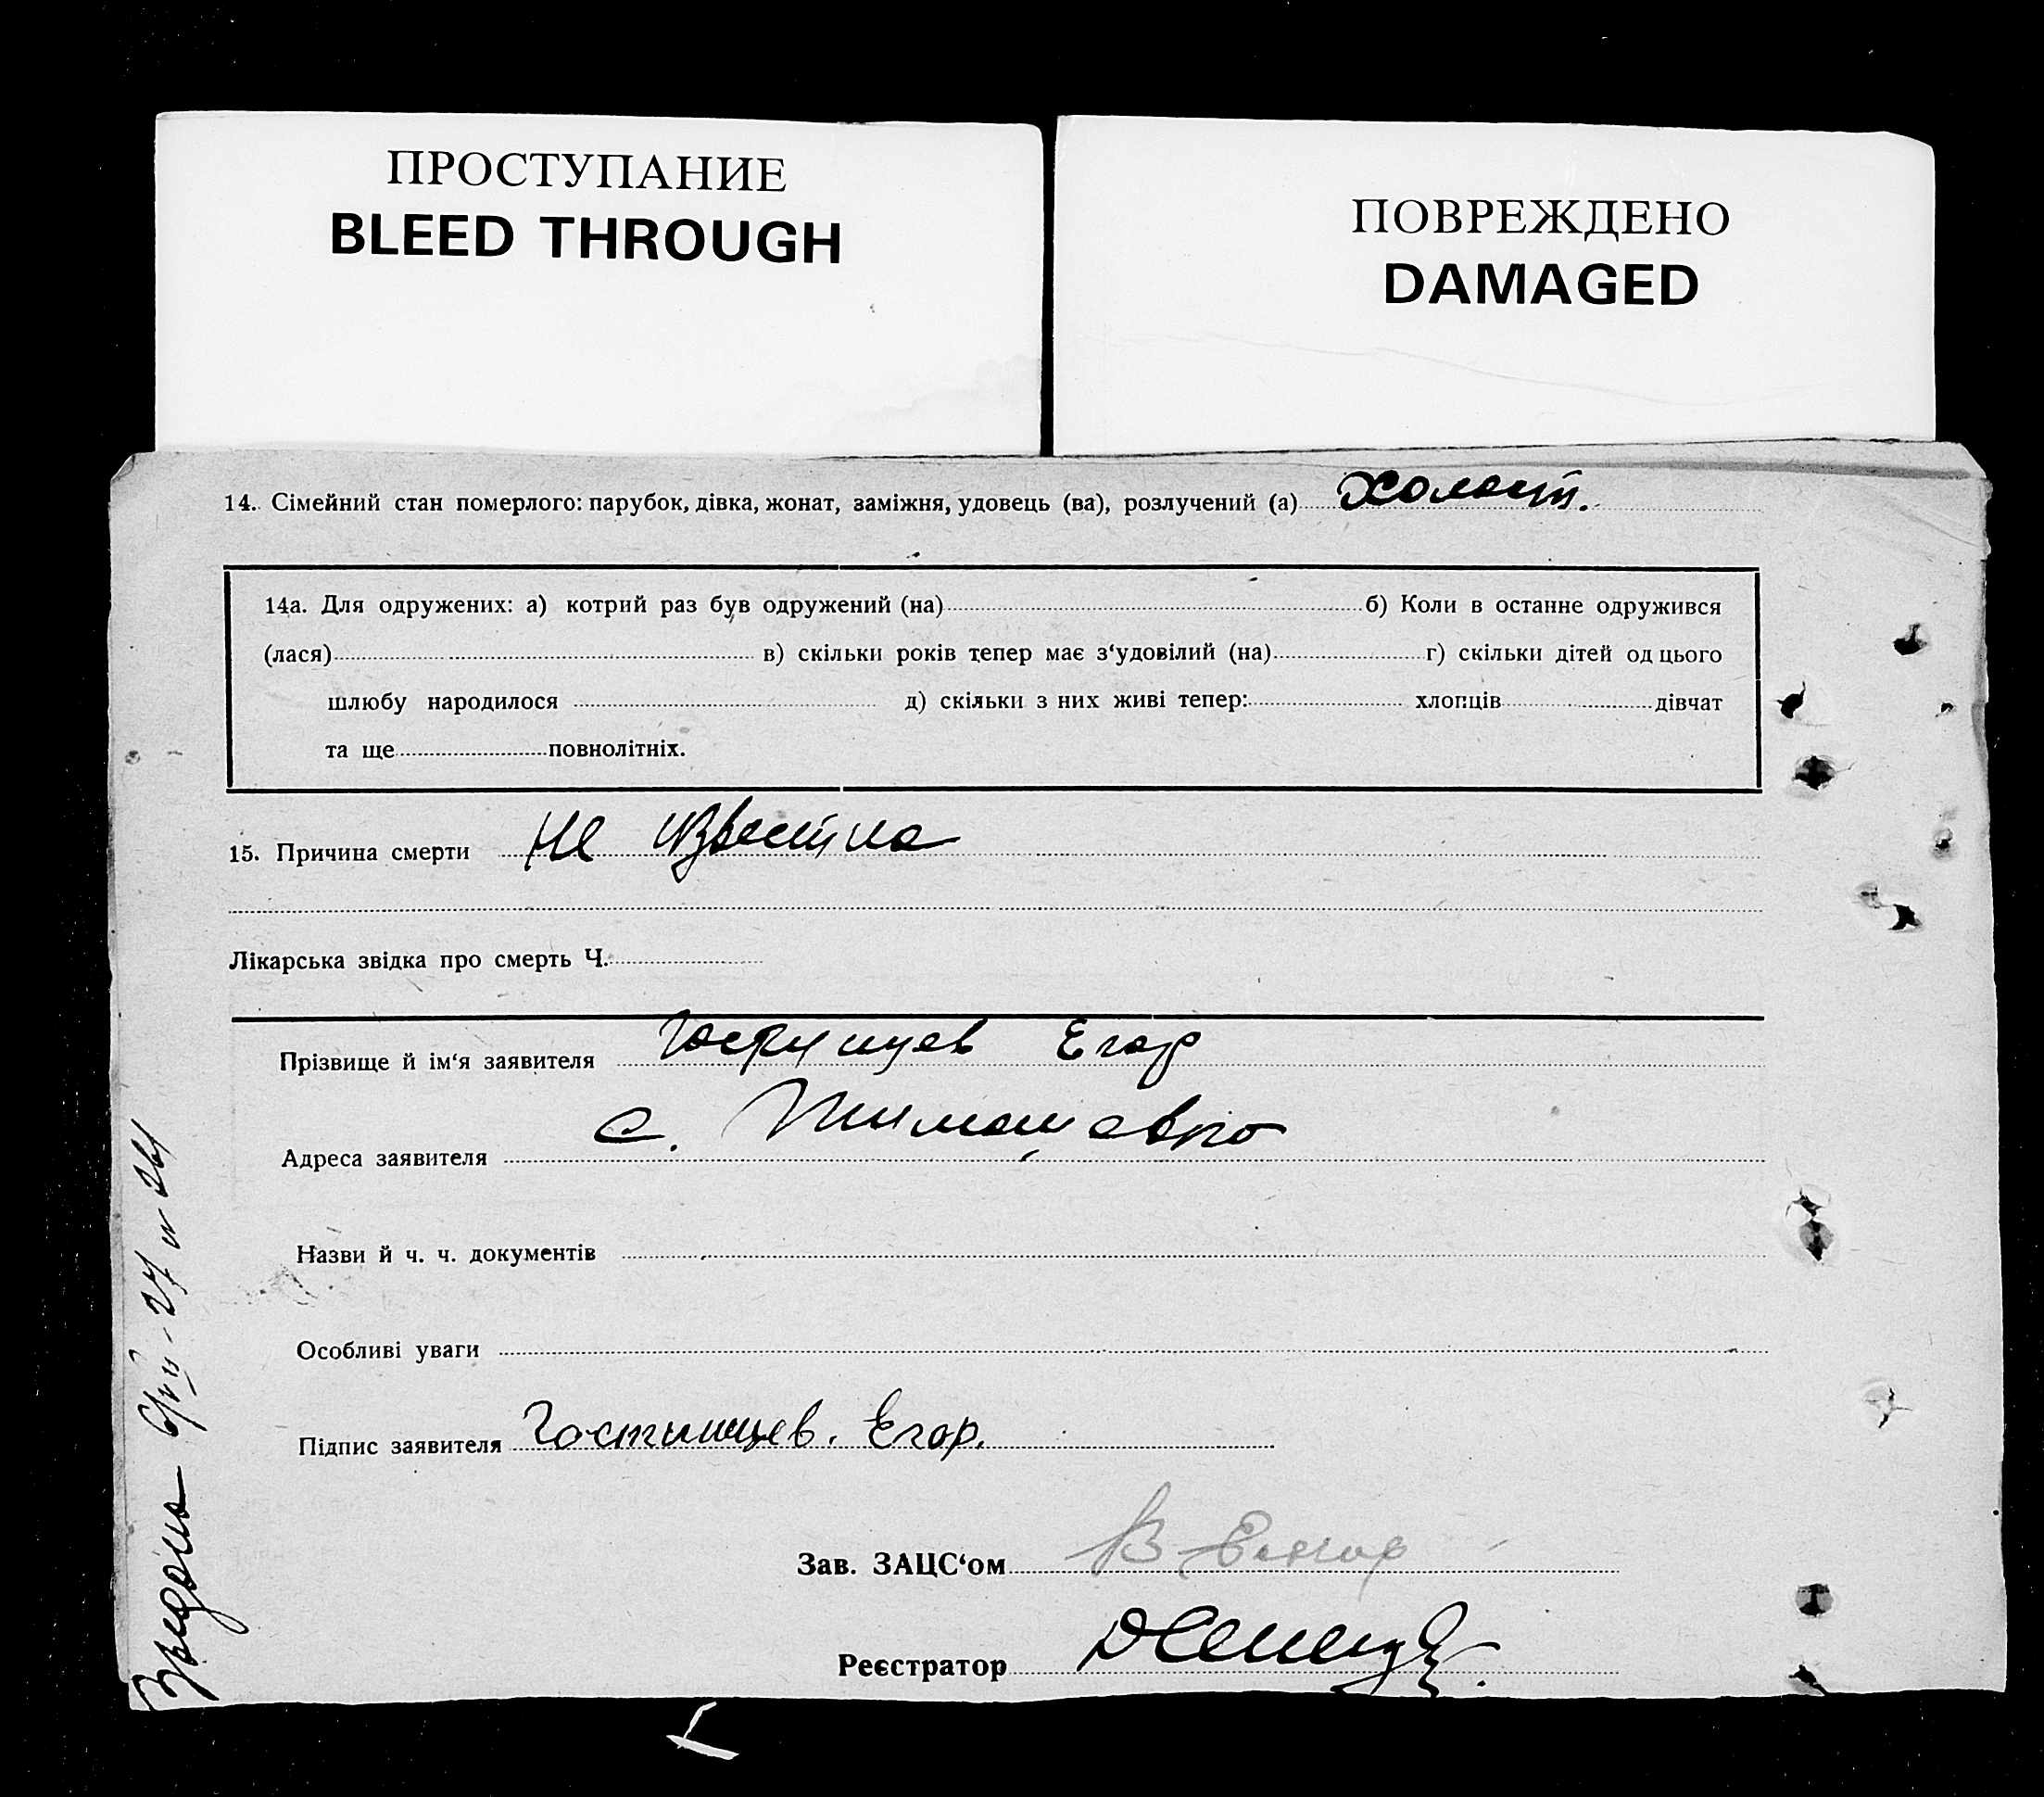 ПРОСТУПАНИЕ
BLEED THROUGH
ПОВРЕЖДЕНО
DAMAGED
14. Сімейний стан померлого: парубок, дівка, жонат, заміжня, удовець (ва), розлучений (а) Холост.
14а. Для одружених: а) котрий раз був одружений (на) б) Коли в останне одружився
(лася) в) скільки років тепер має з‘удовілий (на) г) скільки дітей од цього
шлюбу народилося д) скільки з них живі тепер: хлопців дівчат
та ще повнолітніх.
15. Причина смерти Не известна
Лікарська звідка про смерть Ч.
Прізвище й ім‘я заявителя Егор
Адреса заявителя с.
Назви й ч. ч. документів
Особливі уваги
Підпис заявителя Гостинцев. Егор.
Зав. ЗАЦС‘ом
Реєстратор